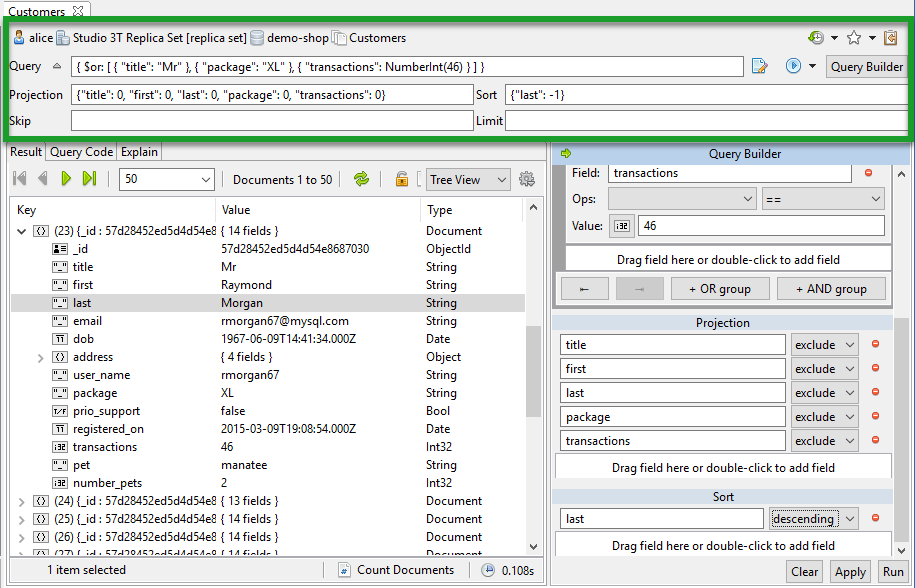 Customers
alice Studio 3T Replica Set [replica set] demo-shop Customers
Query { $or: [ { "title": "Mr" }, { "package": "XL" }, { "transactions": NumberInt(46) } ] } Query Builder
Projection {"title": 0, "first": 0, "last": 0, "package": 0, "transactions": 0} Sort {"last": -1}
Skip Limit
Result Query Code Explain
50 Documents 1 to 50 Tree View
Key Value Type
(23) {_id : 57d28452ed5d4d54e8 { 14 fields } Document
_id 57d28452ed5d4d54e8687030 ObjectId
title Mr String
first Raymond String
last Morgan String
email rmorgan67@mysql.com String
dob 1967-06-09T14:41:34.000Z Date
address { 4 fields } Object
user_name rmorgan67 String
package XL String
prio_support false Bool
registered_on 2015-03-09T19:08:54.000Z Date
transactions 46 Int32
pet manatee String
number_pets 2 Int32
(24) {_id : 57d28452ed5d4d54e8 { 13 fields } Document
(25) {_id : 57d28452ed5d4d54e8 { 14 fields } Document
(26) {_id : 57d28452ed5d4d54e8 { 14 fields } Document
(27) {_id : 57d28452ed5d4d54e8 { 14 fields } Document
1 item selected Count Documents 0.108s
Query Builder
Field: transactions
Ops: ==
Value: i32 46
Drag field here or double-click to add field
← → + OR group + AND group
Projection
title exclude
first exclude
last exclude
package exclude
transactions exclude
Drag field here or double-click to add field
Sort
last descending
Drag field here or double-click to add field
Clear Apply Run